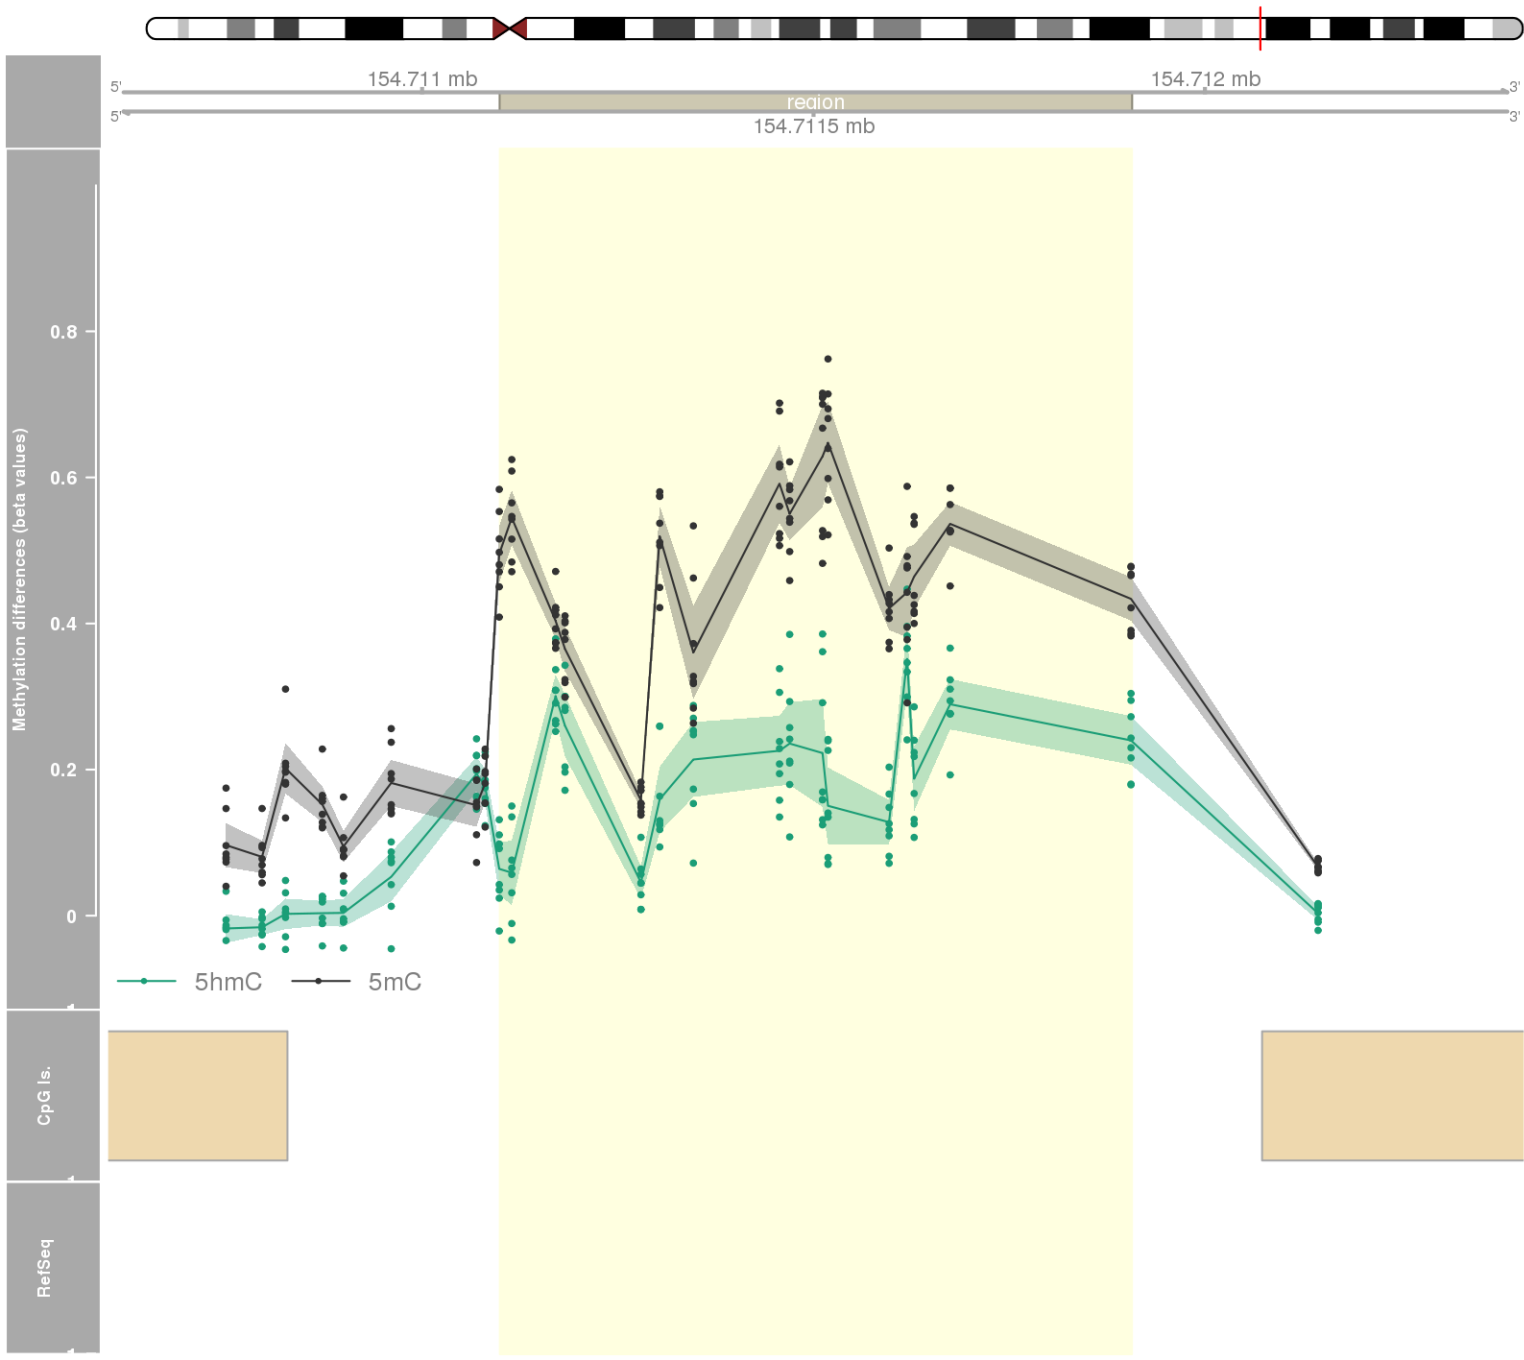 154.711 mb
154.712 mb
5'
3'
region
5'
3'
154.7115 mb
Methylation differences (beta values)
0.8
0.6
0.4
0.2
0
5hmC
5mC
CpG Is.
RefSeq